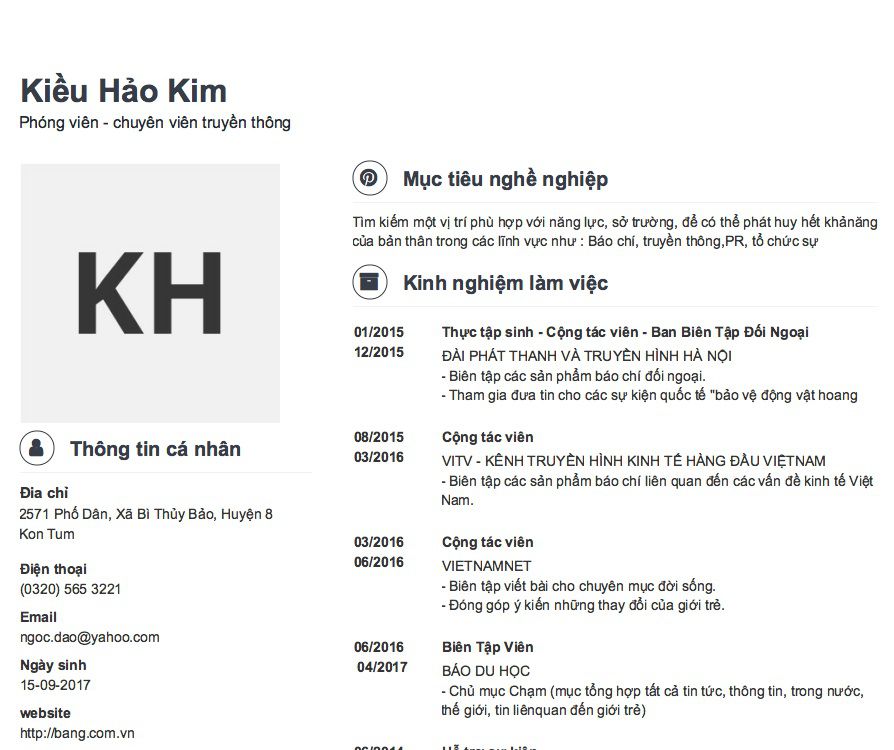 Kiều Hảo Kim
Phóng viên - chuyên viên truyền thông
KH
Thông tin cá nhân
Đia chỉ
2571 Phố Dân, Xã Bì Thủy Bảo, Huyện 8
Kon Tum
Điện thoại
(0320) 565 3221
Email
ngoc.dao@yahoo.com
Ngày sinh
15-09-2017
website
http://bang.com.vn
Mục tiêu nghề nghiệp
Tìm kiếm một vị trí phù hợp với năng lực, sở trường, để có thể phát huy hết khảnăng
của bản thân trong các lĩnh vực như : Báo chí, truyền thông,PR, tổ chức sự
Kinh nghiệm làm việc
01/2015 Thực tập sinh - Cộng tác viên - Ban Biên Tập Đối Ngoại
12/2015 ĐÀI PHÁT THANH VÀ TRUYỀN HÌNH HÀ NỘI
- Biên tập các sản phẩm báo chí đối ngoại.
- Tham gia đưa tin cho các sự kiện quốc tế "bảo vệ động vật hoang
08/2015 Cộng tác viên
03/2016 VITV - KÊNH TRUYỀN HÌNH KINH TẾ HÀNG ĐẦU VIỆTNAM
- Biên tập các sản phẩm báo chí liên quan đến các vấn đề kinh tế Việt
Nam.
03/2016 Cộng tác viên
06/2016 VIETNAMNET
- Biên tập viết bài cho chuyên mục đời sống.
- Đóng góp ý kiến những thay đổi của giới trẻ.
06/2016 Biên Tập Viên
04/2017 BÁO DU HỌC
- Chủ mục Chạm (mục tổng hợp tất cả tin tức, thông tin, trong nước,
thế giới, tin liênquan đến giới trẻ)